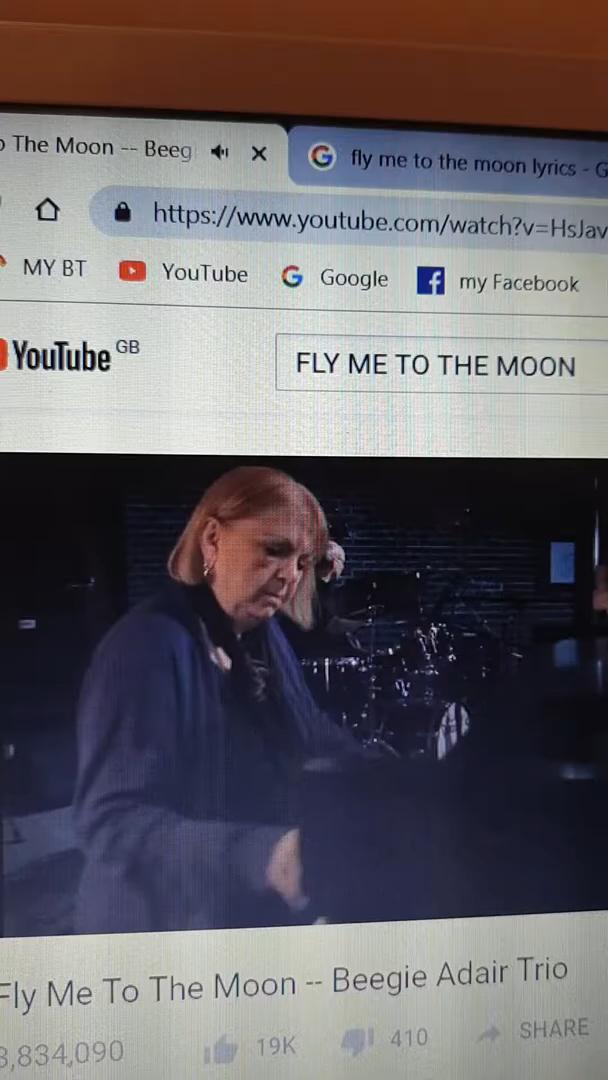 o The Moon -- Beeg
fly me to the moon lyrics - G
https://www.youtube.com/watch?v=HsJav
MY BT
YouTube
Google
my Facebook
YouTube GB
FLY ME TO THE MOON
Fly Me To The Moon -- Beegie Adair Trio
3,834,090
19K
410
SHARE